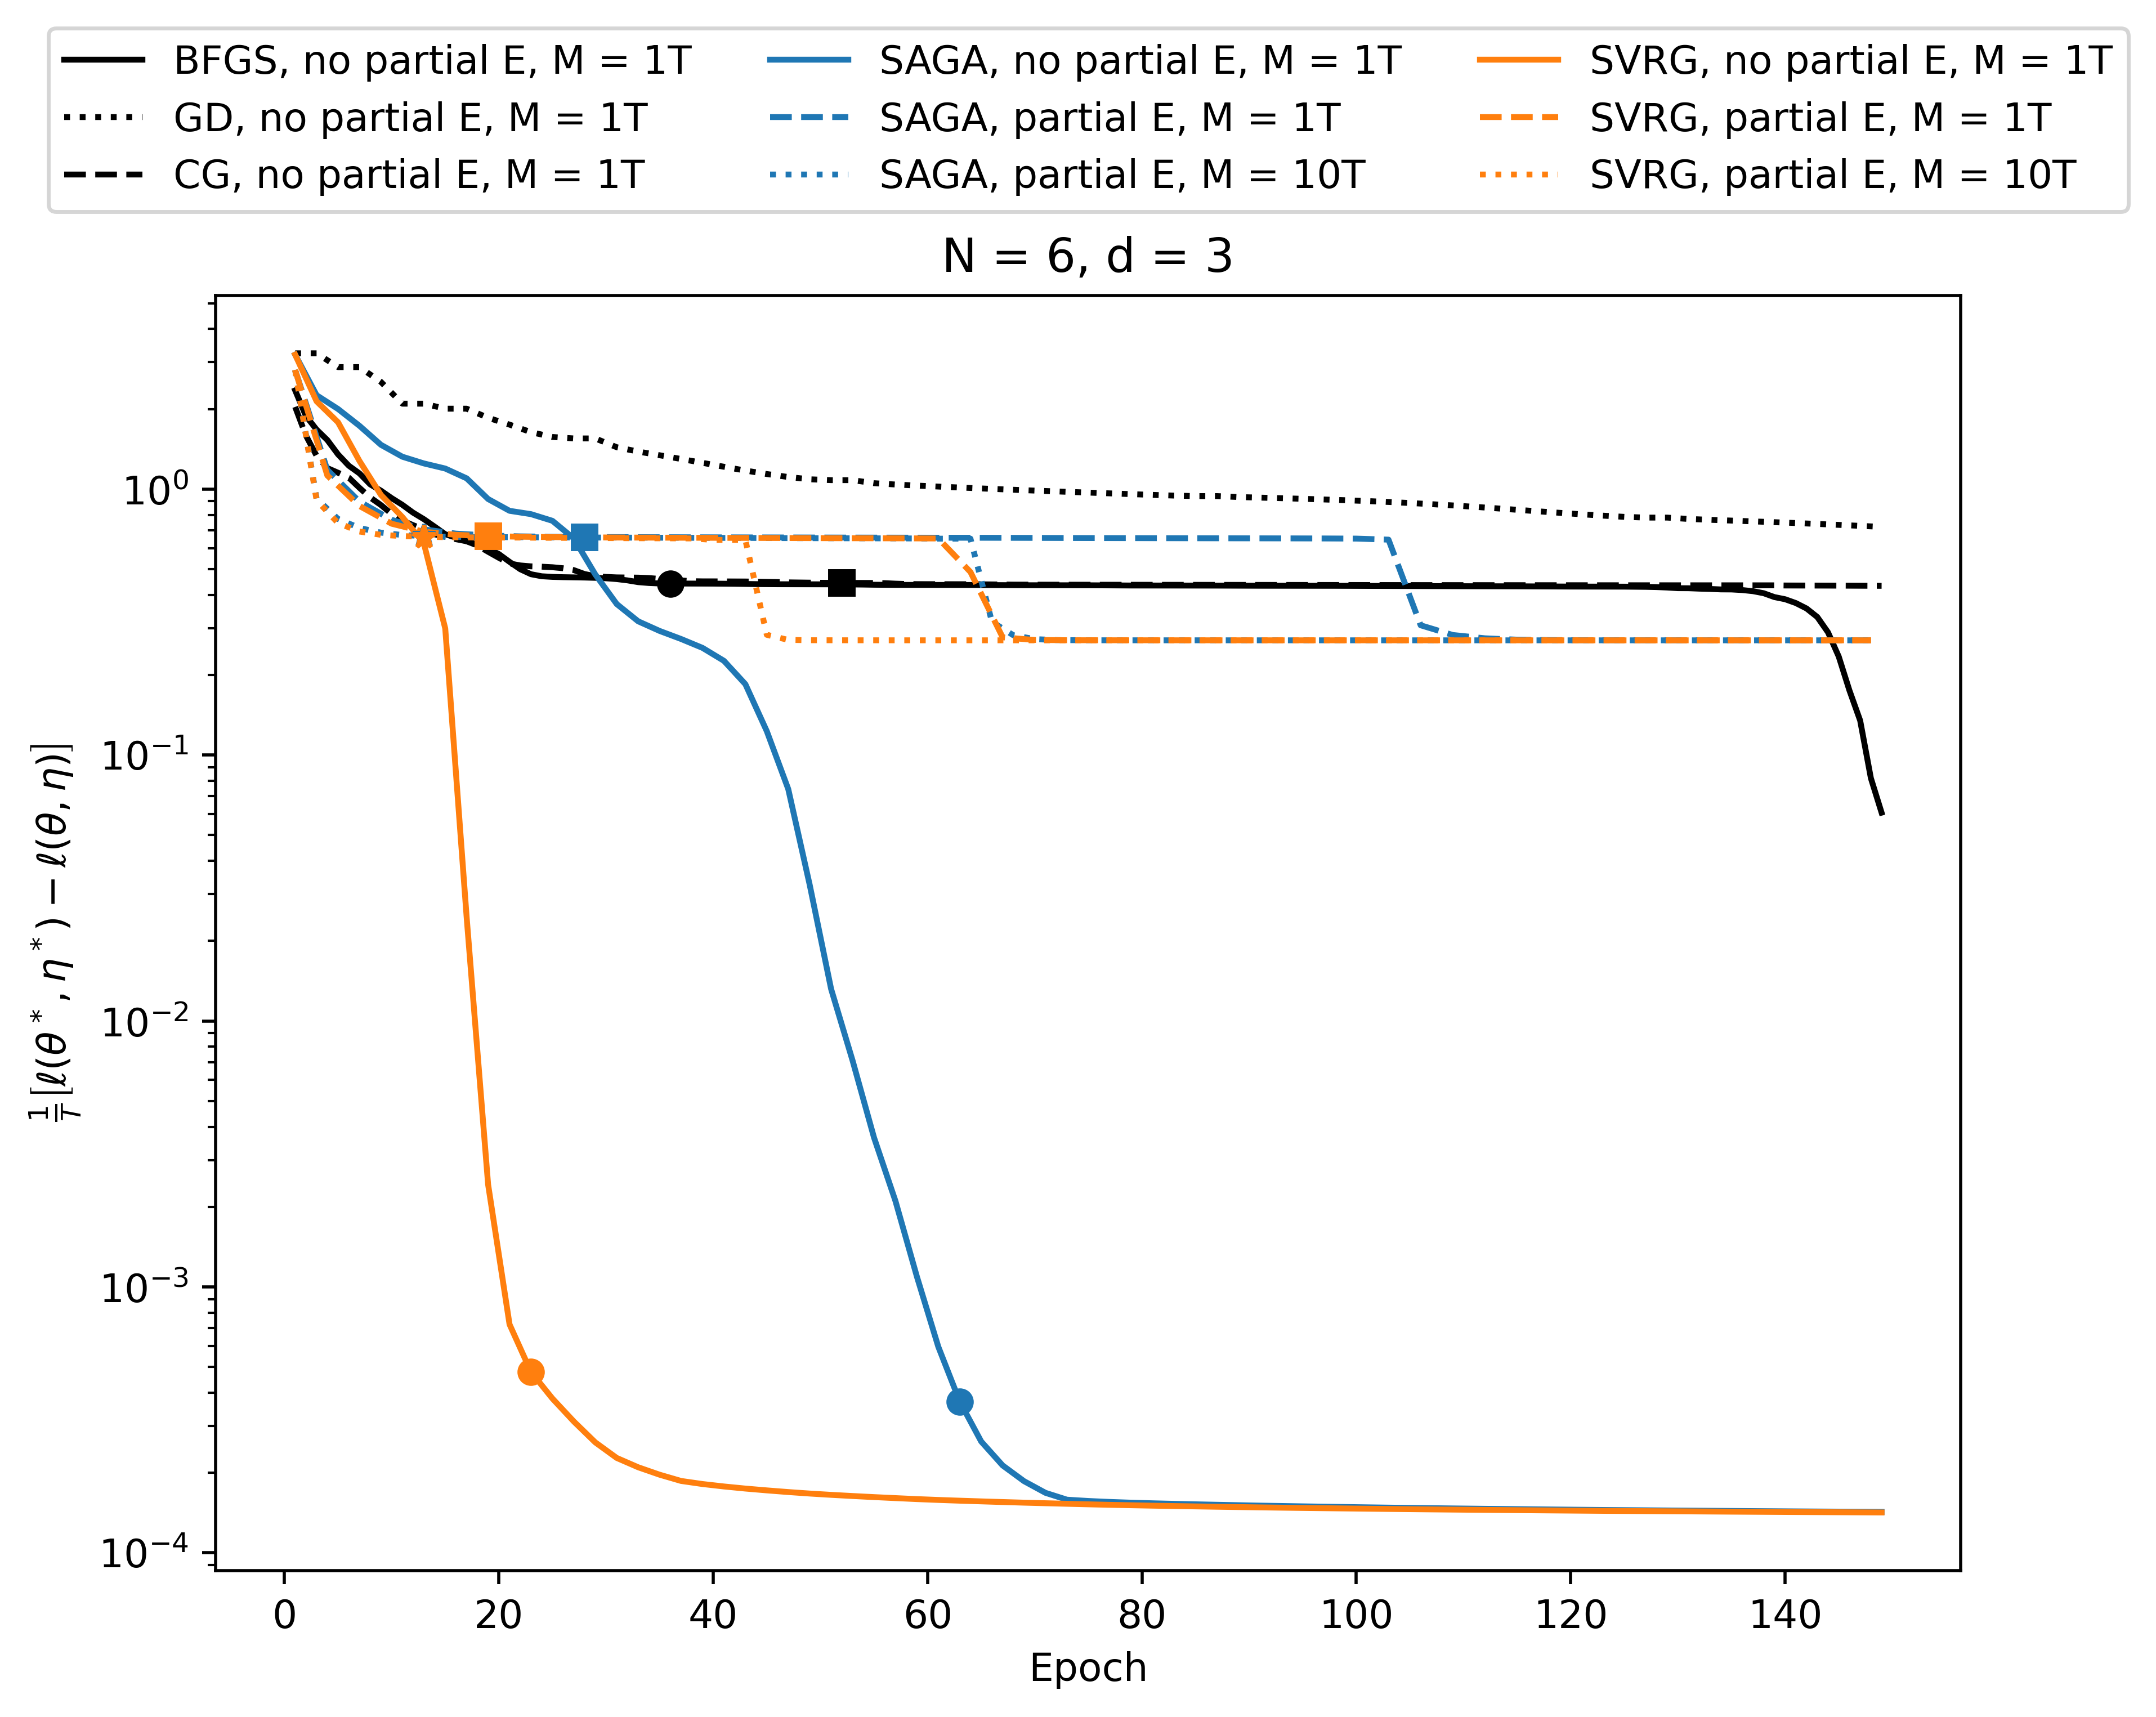 BFGS, no partial E, M = 1T
GD, no partial E, M = 1T
CG, no partial E, M = 1T
SAGA, no partial E, M = 1T
SAGA, partial E, M = 1T
SAGA, partial E, M = 10T
SVRG, no partial E, M = 1T
SVRG, partial E, M = 1T
SVRG, partial E, M = 10T
N = 6, d = 3
10⁰
10⁻¹
10⁻²
10⁻³
10⁻⁴
1/T [ℓ(θ*, η*) − ℓ(θ, η)]
0 20 40 60 80 100 120 140
Epoch